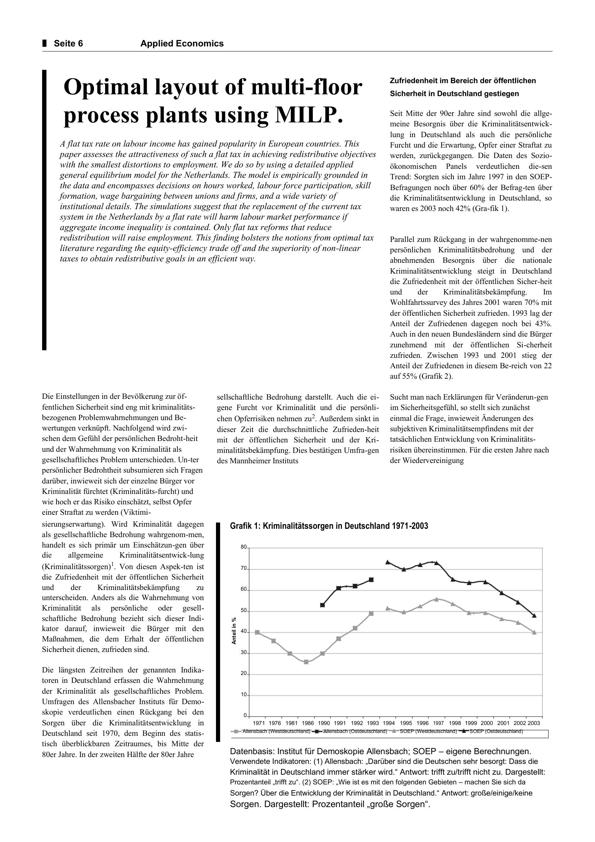 Seite 6 Applied Economics
Optimal layout of multi-floor
process plants using MILP.
A flat tax rate on labour income has gained popularity in European countries. This
paper assesses the attractiveness of such a flat tax in achieving redistributive objectives
with the smallest distortions to employment. We do so by using a detailed applied
general equilibrium model for the Netherlands. The model is empirically grounded in
the data and encompasses decisions on hours worked, labour force participation, skill
formation, wage bargaining between unions and firms, and a wide variety of
institutional details. The simulations suggest that the replacement of the current tax
system in the Netherlands by a flat rate will harm labour market performance if
aggregate income inequality is contained. Only flat tax reforms that reduce
redistribution will raise employment. This finding bolsters the notions from optimal tax
literature regarding the equity-efficiency trade off and the superiority of non-linear
taxes to obtain redistributive goals in an efficient way.
Zufriedenheit im Bereich der öffentlichen
Sicherheit in Deutschland gestiegen
Seit Mitte der 90er Jahre sind sowohl die allge-
meine Besorgnis über die Kriminalitätsentwick-
lung in Deutschland als auch die persönliche
Furcht und die Erwartung, Opfer einer Straftat zu
werden, zurückgegangen. Die Daten des Sozio-
ökonomischen Panels verdeutlichen die-sen
Trend: Sorgten sich im Jahre 1997 in den SOEP-
Befragungen noch über 60% der Befrag-ten über
die Kriminalitätsentwicklung in Deutschland, so
waren es 2003 noch 42% (Gra-fik 1).
Parallel zum Rückgang in der wahrgenomme-nen
persönlichen Kriminalitätsbedrohung und der
abnehmenden Besorgnis über die nationale
Kriminalitätsentwicklung steigt in Deutschland
die Zufriedenheit mit der öffentlichen Sicher-heit
und der Kriminalitätsbekämpfung. Im
Wohlfahrtssurvey des Jahres 2001 waren 70% mit
der öffentlichen Sicherheit zufrieden. 1993 lag der
Anteil der Zufriedenen dagegen noch bei 43%.
Auch in den neuen Bundesländern sind die Bürger
zunehmend mit der öffentlichen Si-cherheit
zufrieden. Zwischen 1993 und 2001 stieg der
Anteil der Zufriedenen in diesem Be-reich von 22
auf 55% (Grafik 2).
Die Einstellungen in der Bevölkerung zur öf-
fentlichen Sicherheit sind eng mit kriminalitäts-
bezogenen Problemwahrnehmungen und Be-
wertungen verknüpft. Nachfolgend wird zwi-
schen dem Gefühl der persönlichen Bedroht-heit
und der Wahrnehmung von Kriminalität als
gesellschaftliches Problem unterschieden. Un-ter
persönlicher Bedrohtheit subsumieren sich Fragen
darüber, inwieweit sich der einzelne Bürger vor
Kriminalität fürchtet (Kriminalitäts-furcht) und
wie hoch er das Risiko einschätzt, selbst Opfer
einer Straftat zu werden (Viktimi-
sierungserwartung). Wird Kriminalität dagegen
als gesellschaftliche Bedrohung wahrgenom-men,
handelt es sich primär um Einschätzun-gen über
die allgemeine Kriminalitätsentwick-lung
(Kriminalitätssorgen)1. Von diesen Aspek-ten ist
die Zufriedenheit mit der öffentlichen Sicherheit
und der Kriminalitätsbekämpfung zu
unterscheiden. Anders als die Wahrnehmung von
Kriminalität als persönliche oder gesell-
schaftliche Bedrohung bezieht sich dieser Indi-
kator darauf, inwieweit die Bürger mit den
Maßnahmen, die dem Erhalt der öffentlichen
Sicherheit dienen, zufrieden sind.
Die längsten Zeitreihen der genannten Indika-
toren in Deutschland erfassen die Wahrnehmung
der Kriminalität als gesellschaftliches Problem.
Umfragen des Allensbacher Instituts für Demo-
skopie verdeutlichen einen Rückgang bei den
Sorgen über die Kriminalitätsentwicklung in
Deutschland seit 1970, dem Beginn des statis-
tisch überblickbaren Zeitraumes, bis Mitte der
80er Jahre. In der zweiten Hälfte der 80er Jahre
sellschaftliche Bedrohung darstellt. Auch die ei-
gene Furcht vor Kriminalität und die persönli-
chen Opferrisiken nehmen zu2. Außerdem sinkt in
dieser Zeit die durchschnittliche Zufrieden-heit
mit der öffentlichen Sicherheit und der Kri-
minalitätsbekämpfung. Dies bestätigen Umfra-gen
des Mannheimer Instituts
Sucht man nach Erklärungen für Veränderun-gen
im Sicherheitsgefühl, so stellt sich zunächst
einmal die Frage, inwieweit Änderungen des
subjektiven Kriminalitätsempfindens mit der
tatsächlichen Entwicklung von Kriminalitäts-
risiken übereinstimmen. Für die ersten Jahre nach
der Wiedervereinigung
Grafik 1: Kriminalitätssorgen in Deutschland 1971-2003
Anteil in %
80
70
60
50
40
30
20
10
0
1971 1976 1981 1986 1990 1991 1992 1993 1994 1995 1996 1997 1998 1999 2000 2001 2002 2003
Allensbach (Westdeutschland) Allensbach (Ostdeutschland) SOEP (Westdeutschland) SOEP (Ostdeutschland)
Datenbasis: Institut für Demoskopie Allensbach; SOEP – eigene Berechnungen.
Verwendete Indikatoren: (1) Allensbach: „Darüber sind die Deutschen sehr besorgt: Dass die
Kriminalität in Deutschland immer stärker wird.“ Antwort: trifft zu/trifft nicht zu. Dargestellt:
Prozentanteil „trifft zu“. (2) SOEP: „Wie ist es mit den folgenden Gebieten – machen Sie sich da
Sorgen? Über die Entwicklung der Kriminalität in Deutschland.“ Antwort: große/einige/keine
Sorgen. Dargestellt: Prozentanteil „große Sorgen“.